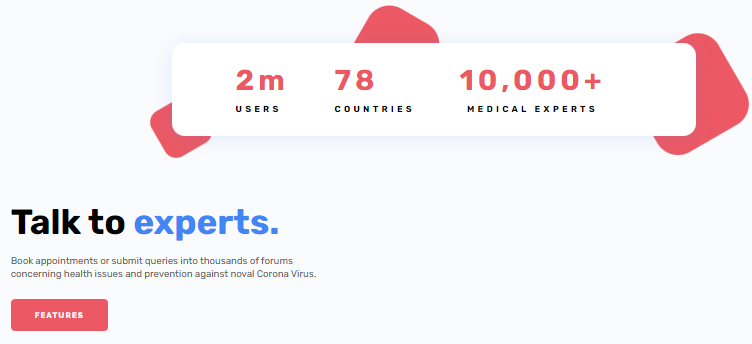 2m 78 10,000+
USERS COUNTRIES MEDICAL EXPERTS
Talk to experts.
Book appointments or submit queries into thousands of forums
concerning health issues and prevention against noval Corona Virus.
FEATURES